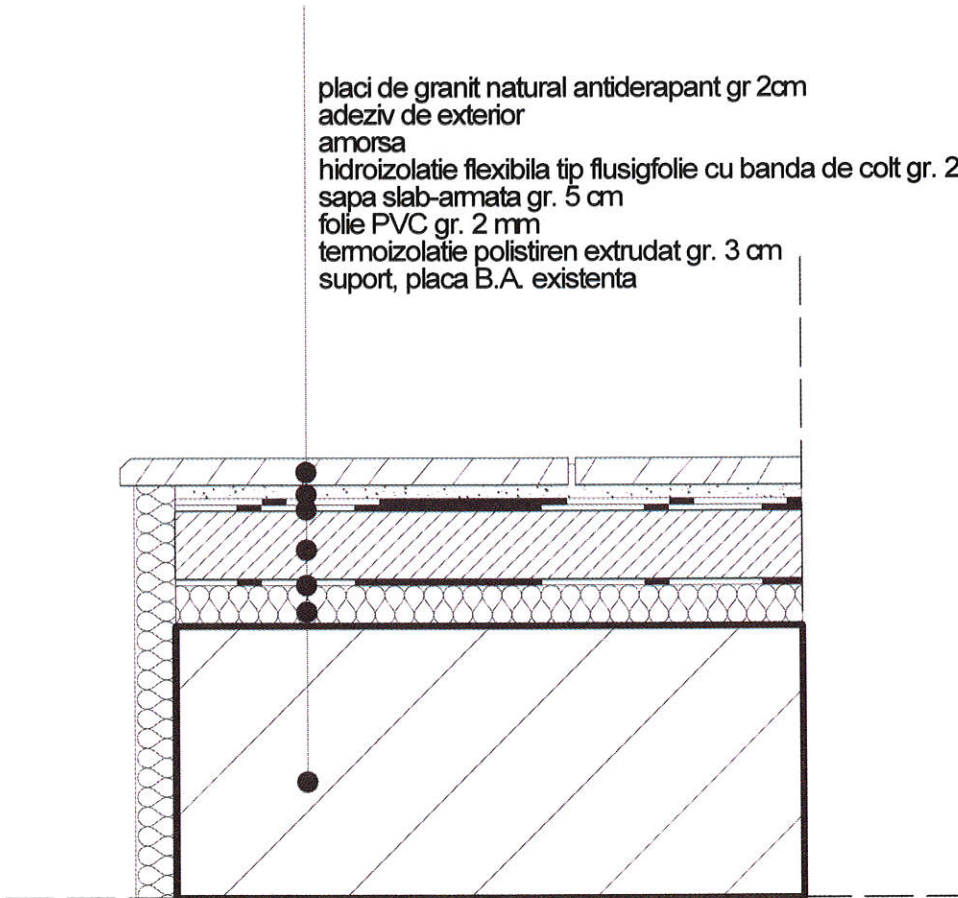 placi de granit natural antiderapant gr 2cm
adeziv de exterior
amorsa
hidroizolatie flexibila tip flusigfolie cu banda de colt gr. 2
sapa slab-armata gr. 5 cm
folie PVC gr. 2 mm
termoizolatie polistiren extrudat gr. 3 cm
suport, placa B.A. existenta